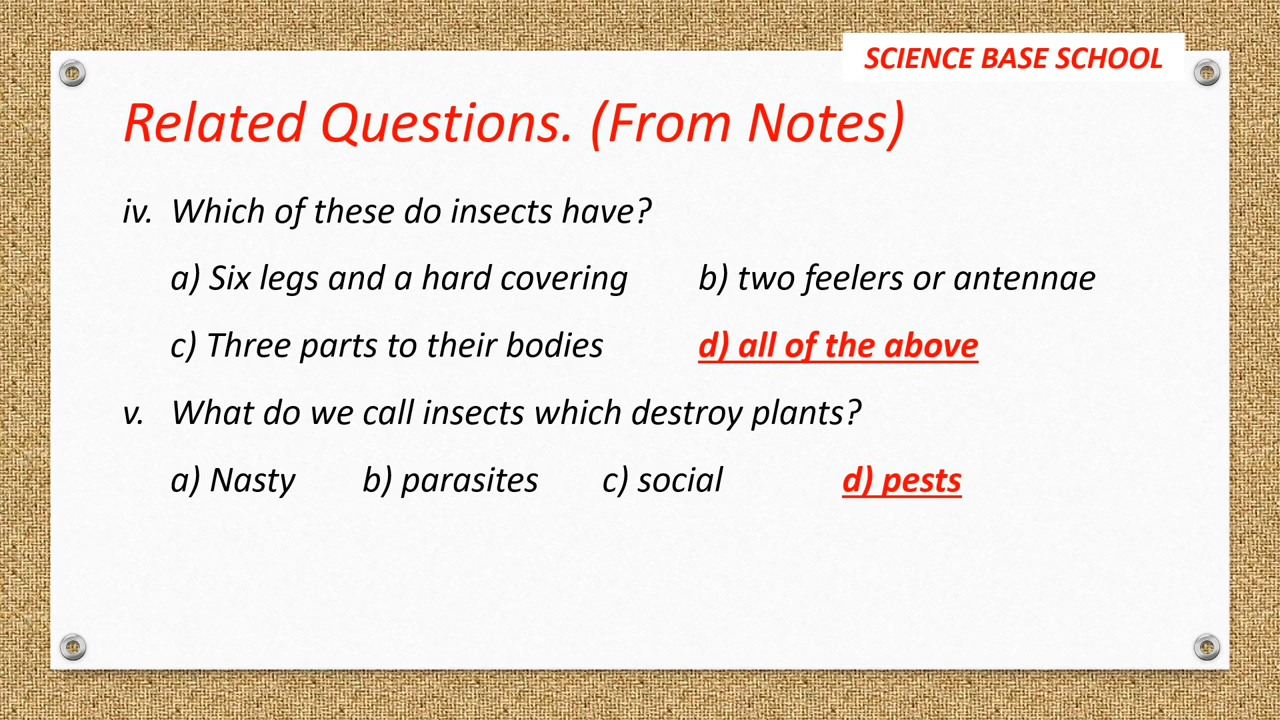 SCIENCE BASE SCHOOL
Related Questions. (From Notes)
iv. Which of these do insects have?
a) Six legs and a hard covering b) two feelers or antennae
c) Three parts to their bodies d) all of the above
v. What do we call insects which destroy plants?
a) Nasty b) parasites c) social d) pests